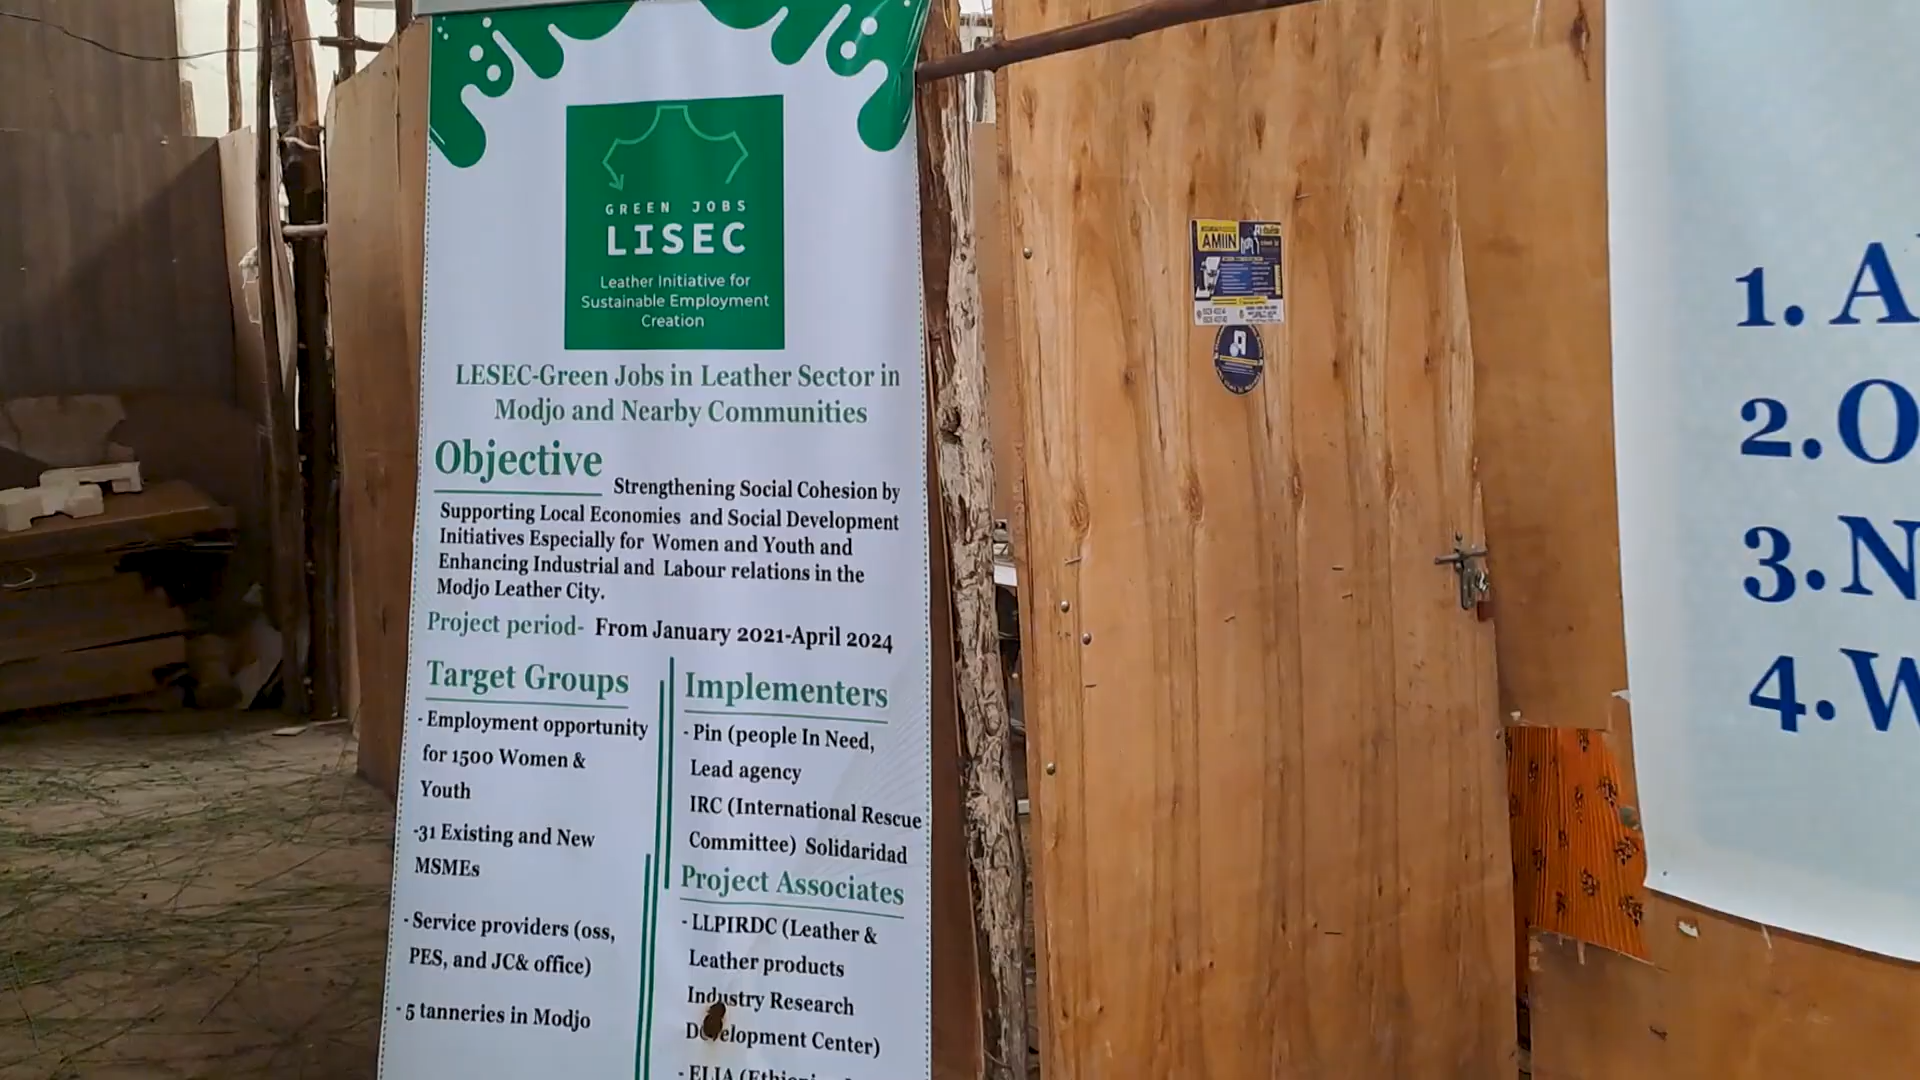 GREEN JOBS
LISEC
Leather Initiative for
Sustainable Employment
Creation
LESEC-Green Jobs in Leather Sector in
Modjo and Nearby Communities
Objective
Strengthening Social Cohesion by
Supporting Local Economies and Social Development
Initiatives Especially for Women and Youth and
Enhancing Industrial and Labour relations in the
Modjo Leather City.
Project period- From January 2021-April 2024
Target Groups
- Employment opportunity
for 1500 Women &
Youth
-31 Existing and New
MSMEs
- Service providers (oss,
PES, and JC& office)
- 5 tanneries in Modjo
Implementers
- Pin (people In Need,
Lead agency
IRC (International Rescue
Committee) Solidaridad
Project Associates
- LLPIRDC (Leather &
Leather products
Industry Research
Development Center)
- ELIA
AMIIN
1. A
2. O
3. N
4. W